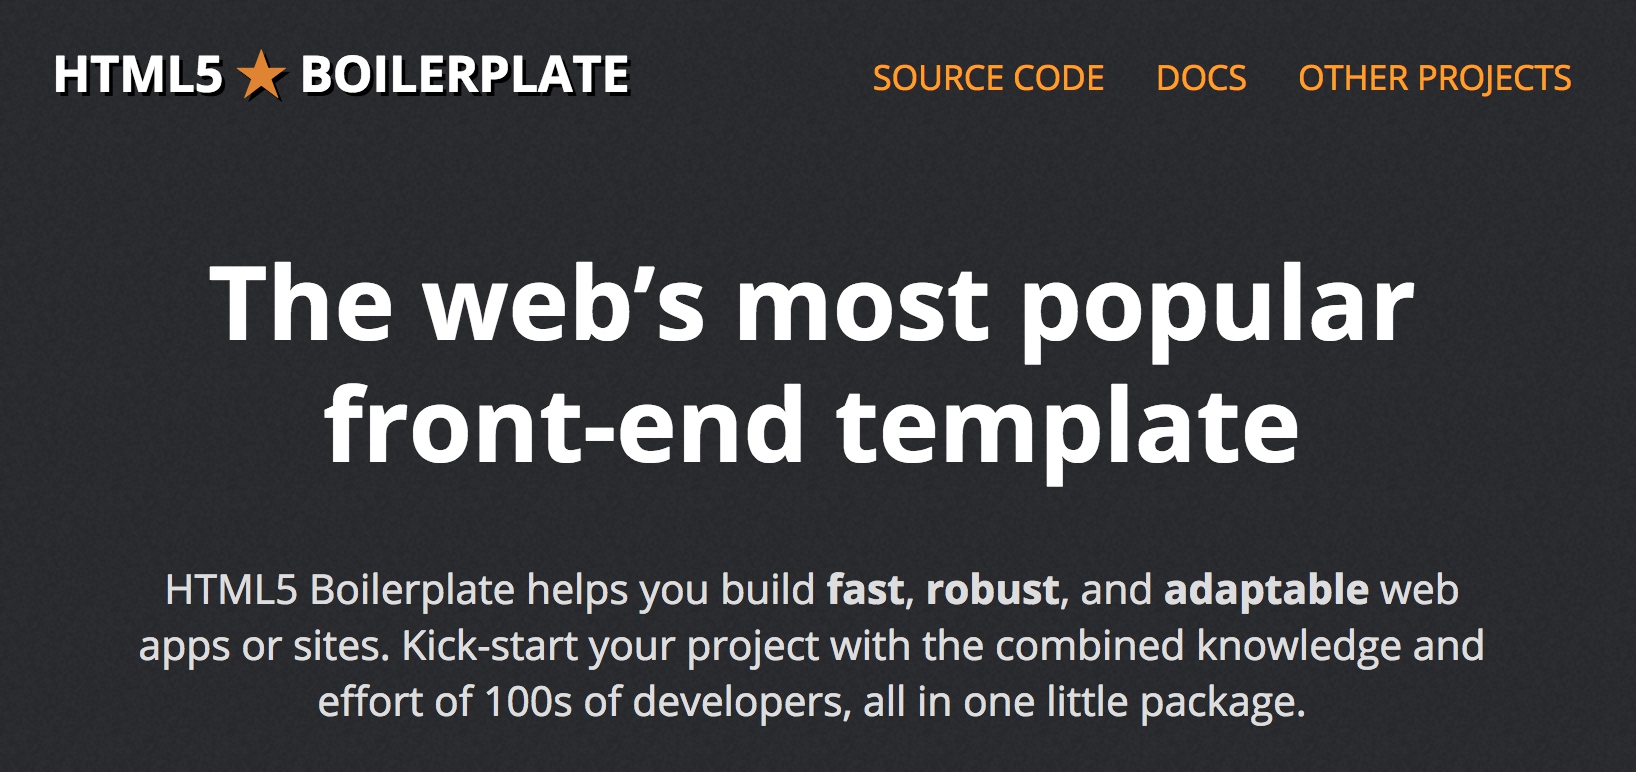 HTML5 ★ BOILERPLATE
SOURCE CODE DOCS OTHER PROJECTS
The web’s most popular
front-end template
HTML5 Boilerplate helps you build fast, robust, and adaptable web
apps or sites. Kick-start your project with the combined knowledge and
effort of 100s of developers, all in one little package.